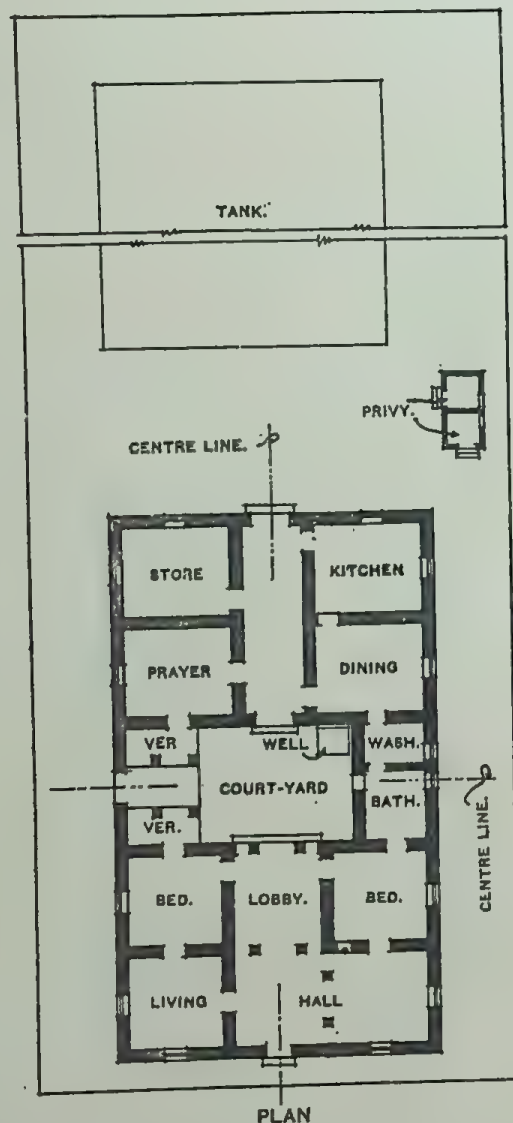 TANK.
PRIVY.
CENTRE LINE.
STORE
KITCHEN
PRAYER
DINING
VER
WELL
WASH.
COURT-YARD
BATH.
VER.
CENTRE LINE.
BED.
LOBBY.
BED.
LIVING
HALL
PLAN